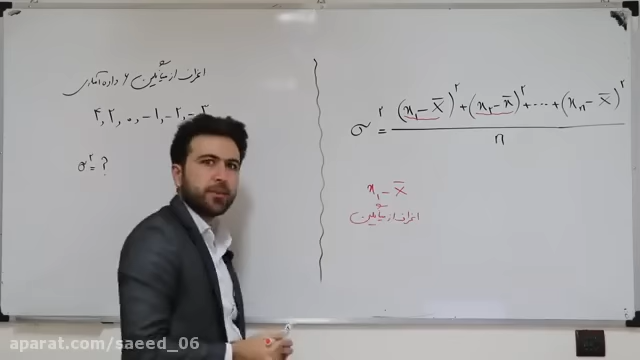 انحراف از میانگین ۶ داده آماری
۴, ۲, ۰, -۱, -۲, -۳
σ² = ?
σ² = (x₁ - X̄)² + (x₂ - X̄)² + ... + (xₙ - X̄)² / n
x₁ - X̄
انحراف از میانگین
aparat.com/saeed_06